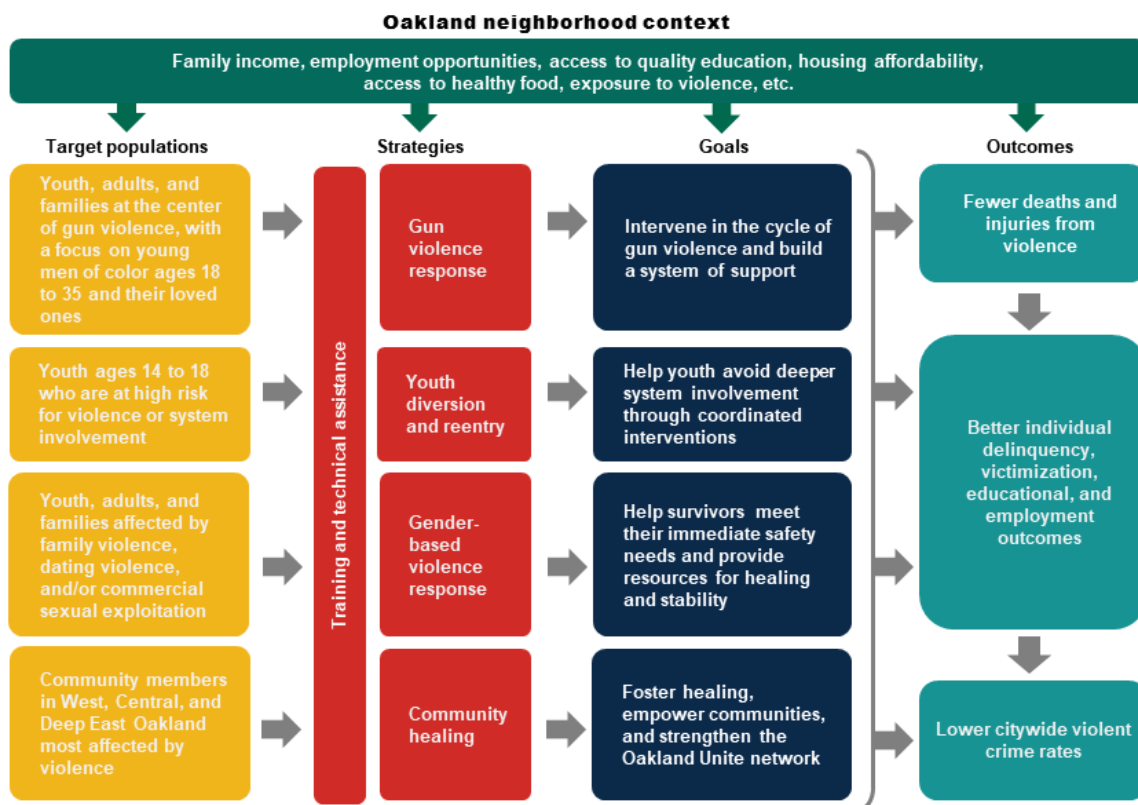 Oakland neighborhood context
Family income, employment opportunities, access to quality education, housing affordability,
access to healthy food, exposure to violence, etc.
Target populations
Strategies
Goals
Outcomes
Youth, adults, and
families at the center
of gun violence, with
a focus on young
men of color ages 18
to 35 and their loved
ones
Training and technical assistance
Gun
violence
response
Intervene in the cycle of
gun violence and build
a system of support
Fewer deaths and
injuries from
violence
Youth ages 14 to 18
who are at high risk
for violence or system
involvement
Youth
diversion
and reentry
Help youth avoid deeper
system involvement
through coordinated
interventions
Better individual
delinquency,
victimization,
educational, and
employment
outcomes
Youth, adults, and
families affected by
family violence,
dating violence,
and/or commercial
sexual exploitation
Gender-
based
violence
response
Help survivors meet
their immediate safety
needs and provide
resources for healing
and stability
Community members
in West, Central, and
Deep East Oakland
most affected by
violence
Community
healing
Foster healing,
empower communities,
and strengthen the
Oakland Unite network
Lower citywide violent
crime rates